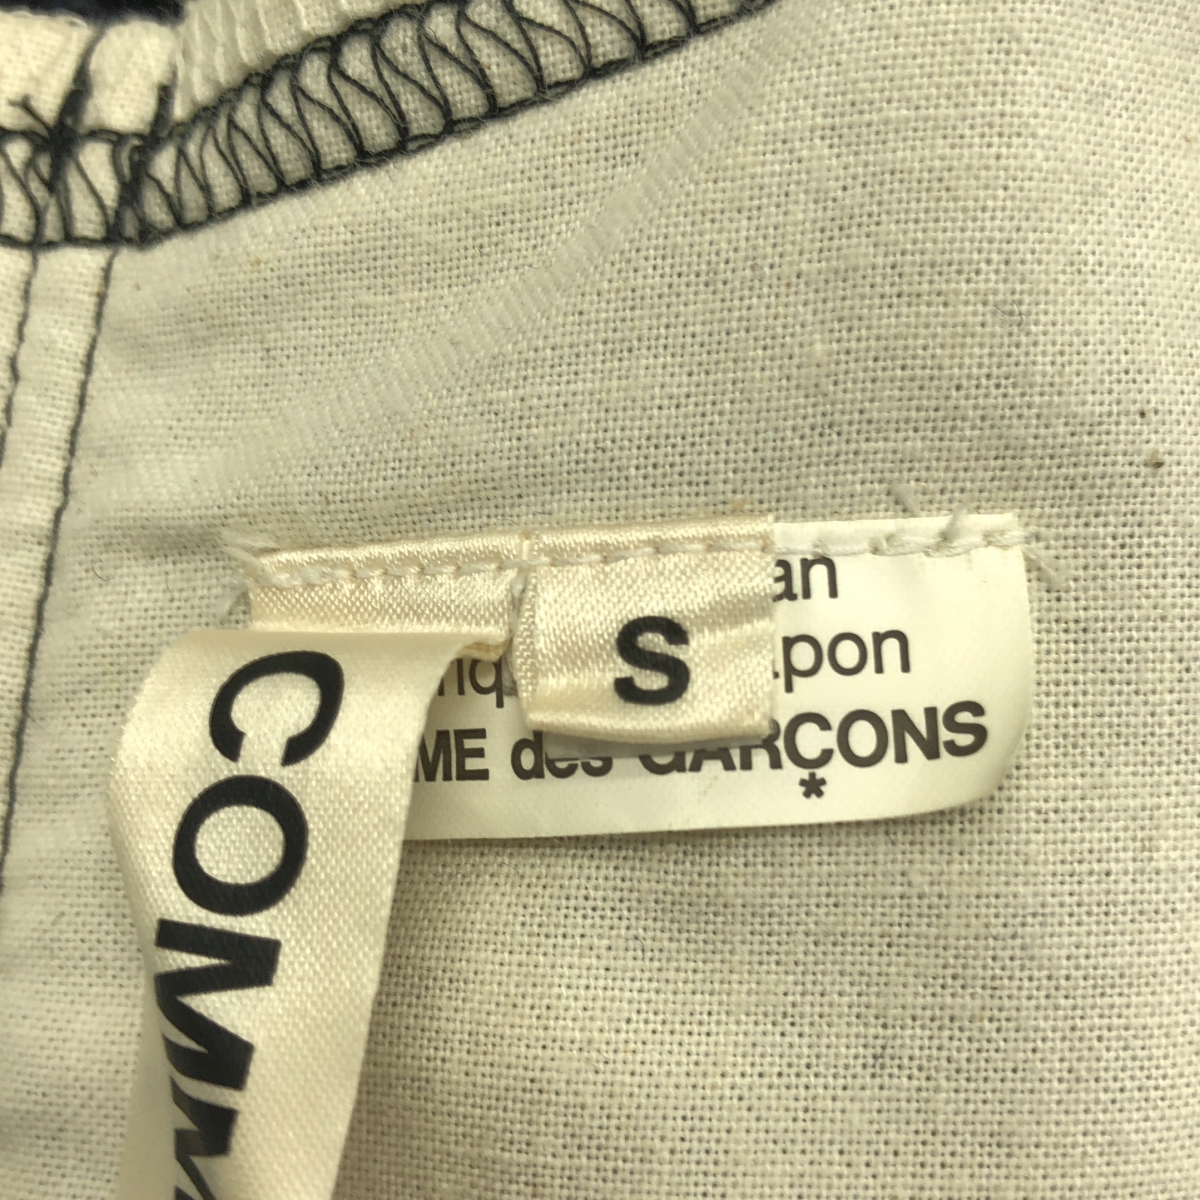 S
an
pon
ME des GARÇONS
*
COMM